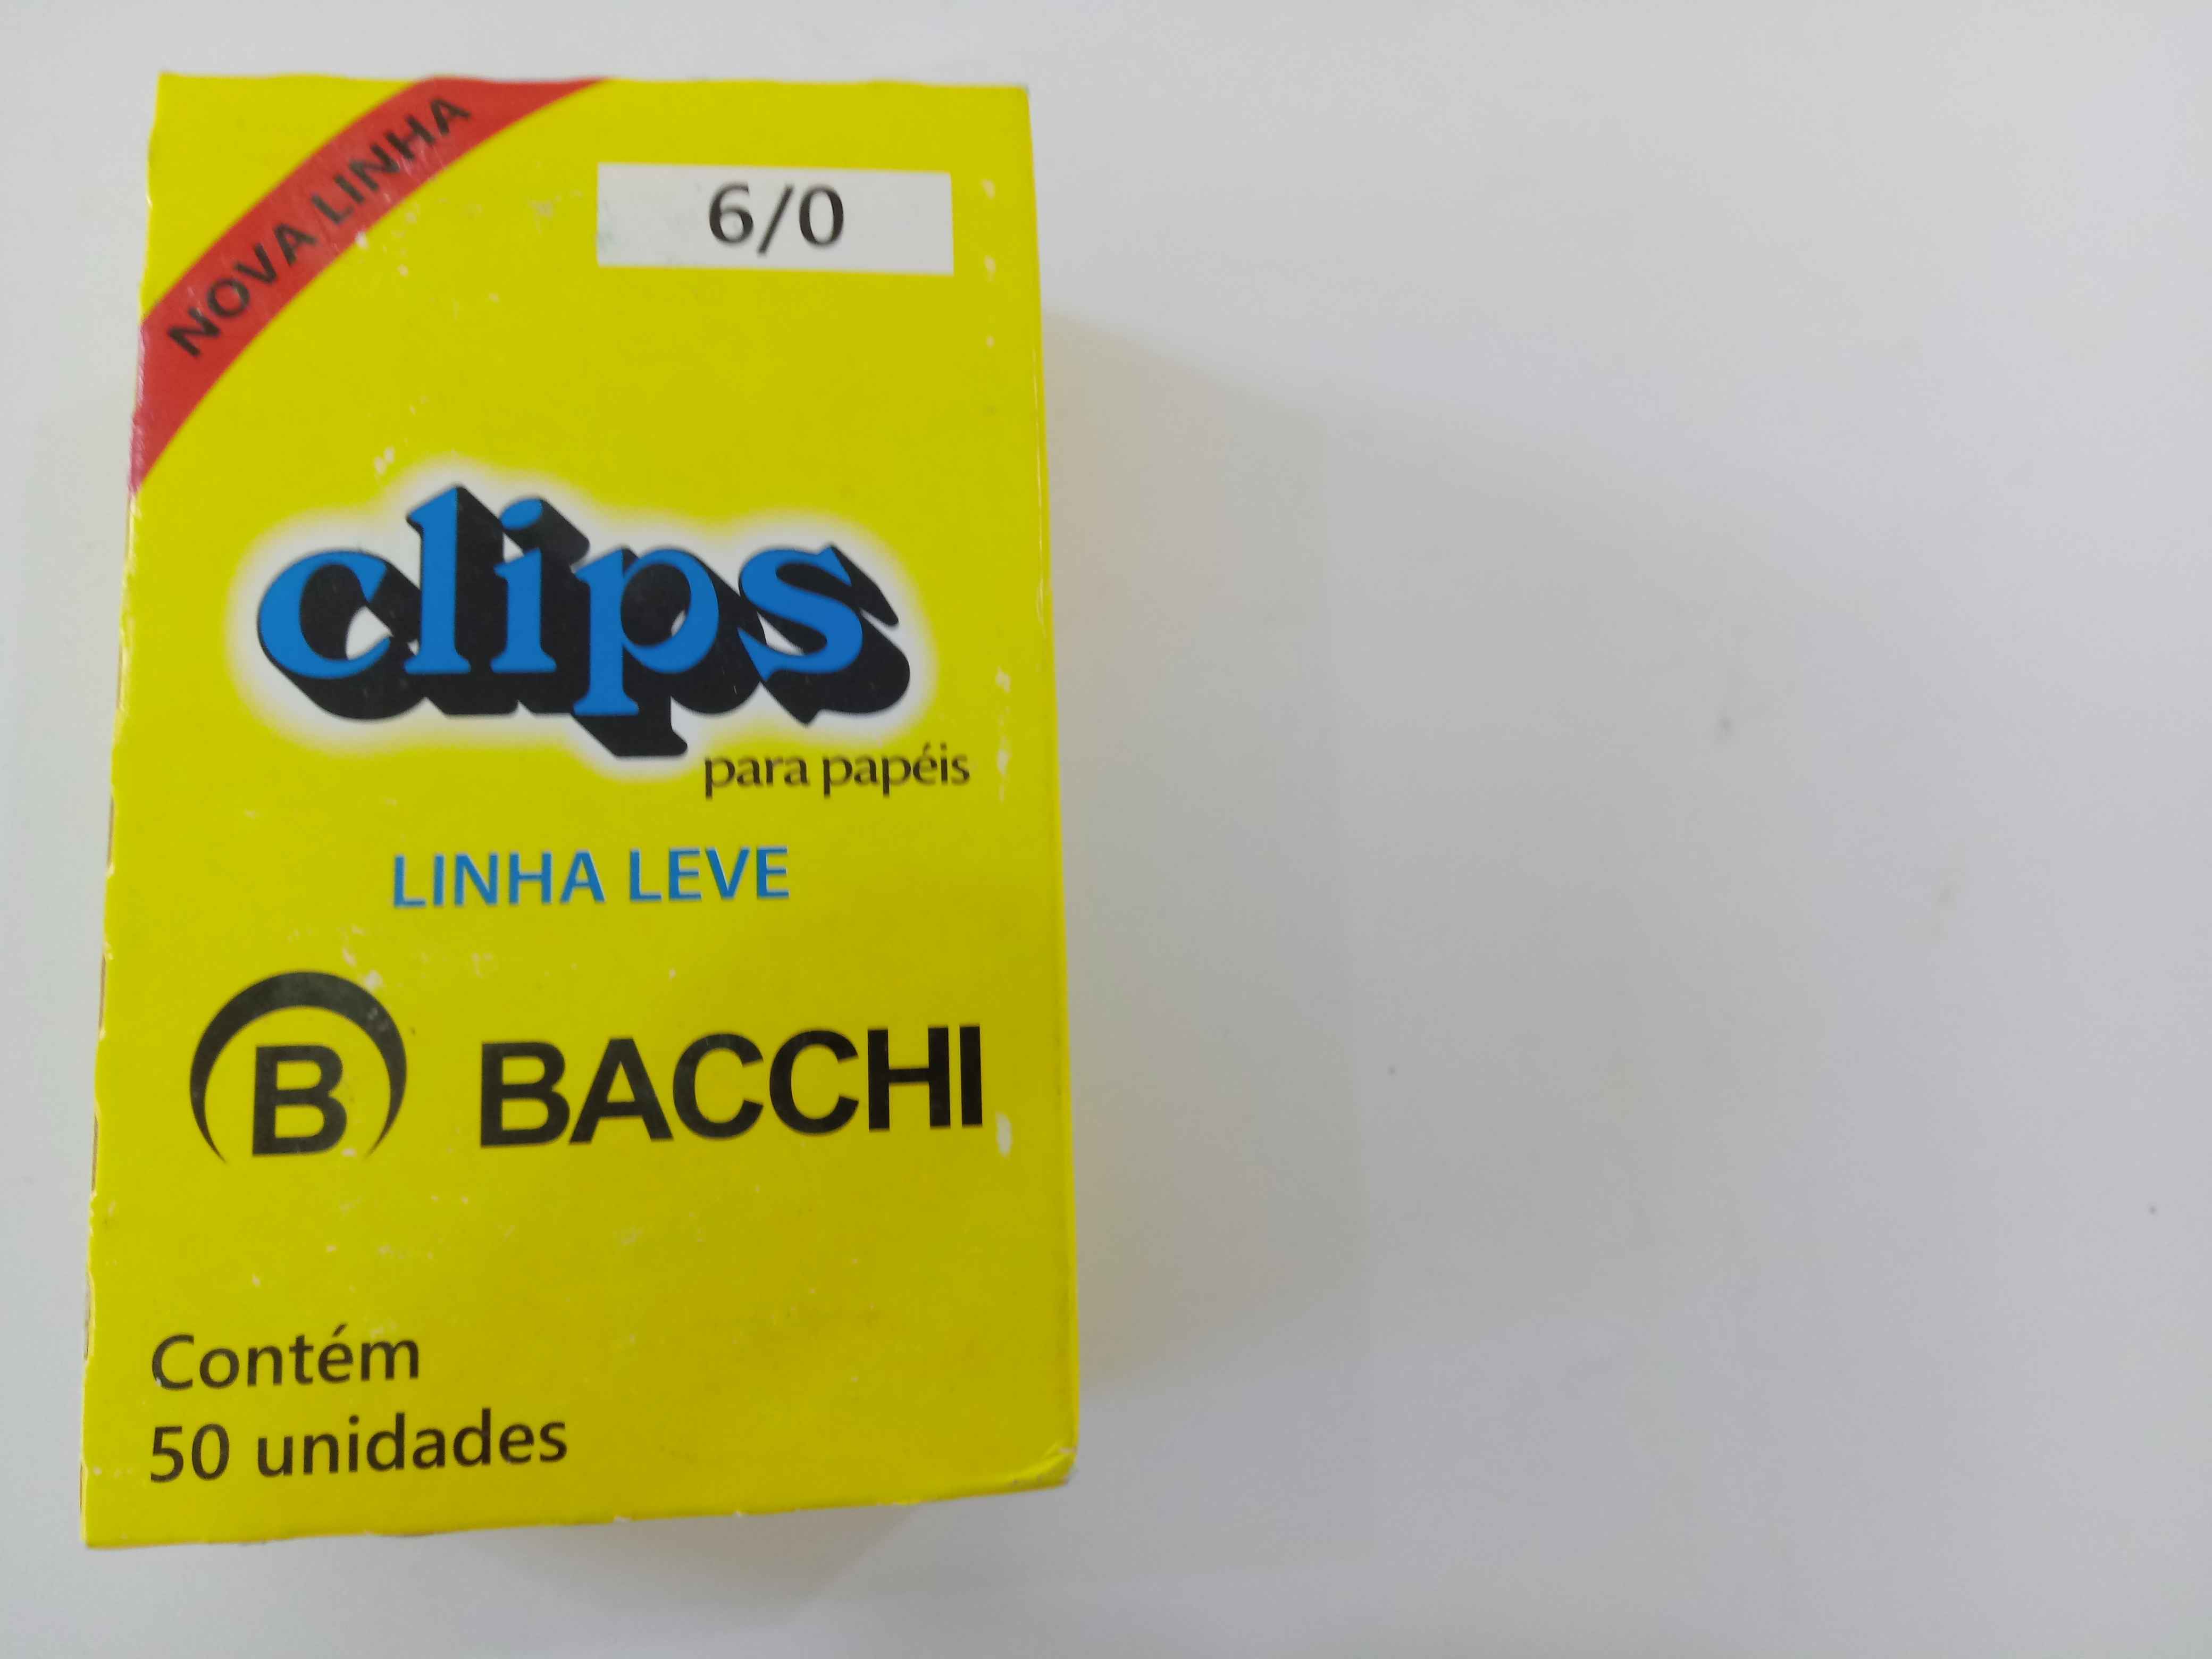 NOVA LINHA
6/0
clips
para papéis
LINHA LEVE
B BACCHI
Contém
50 unidades